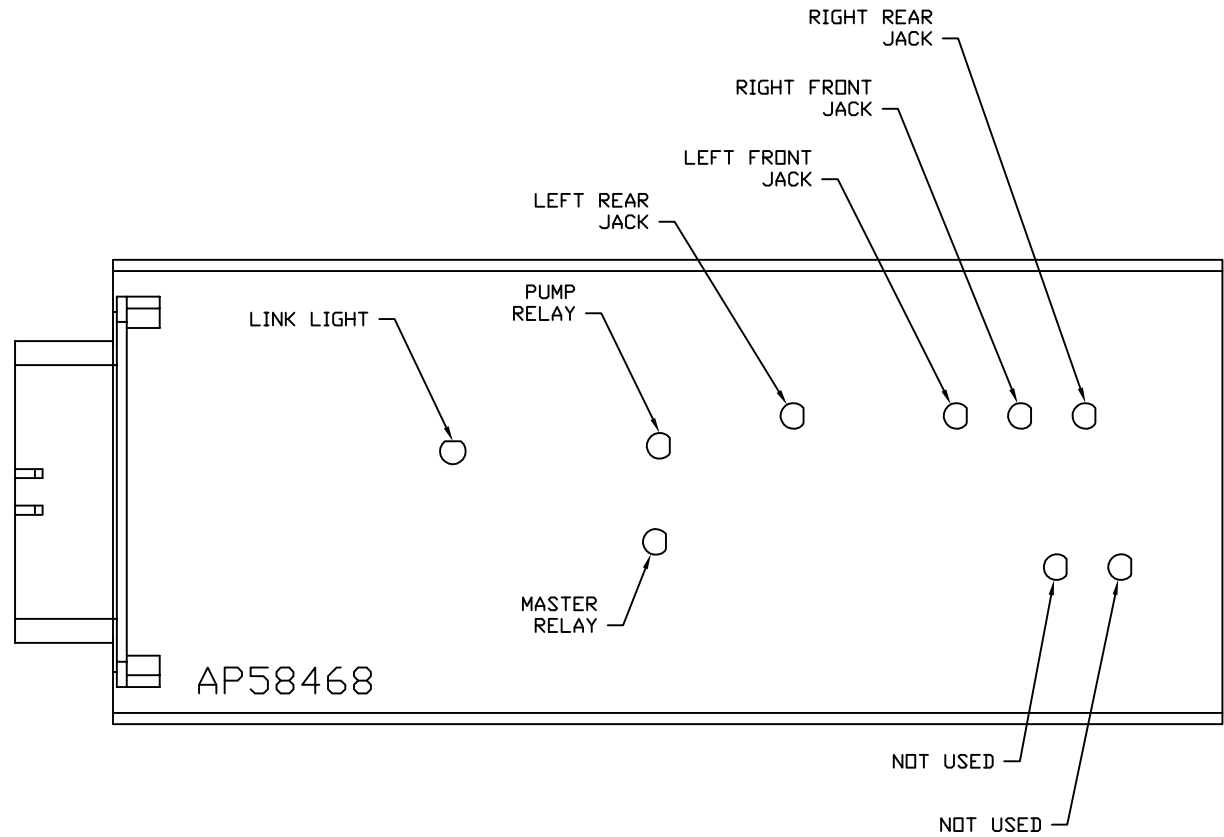 RIGHT REAR
JACK
RIGHT FRONT
JACK
LEFT FRONT
JACK
LEFT REAR
JACK
PUMP
RELAY
LINK LIGHT
MASTER
RELAY
AP58468
NOT USED
NOT USED